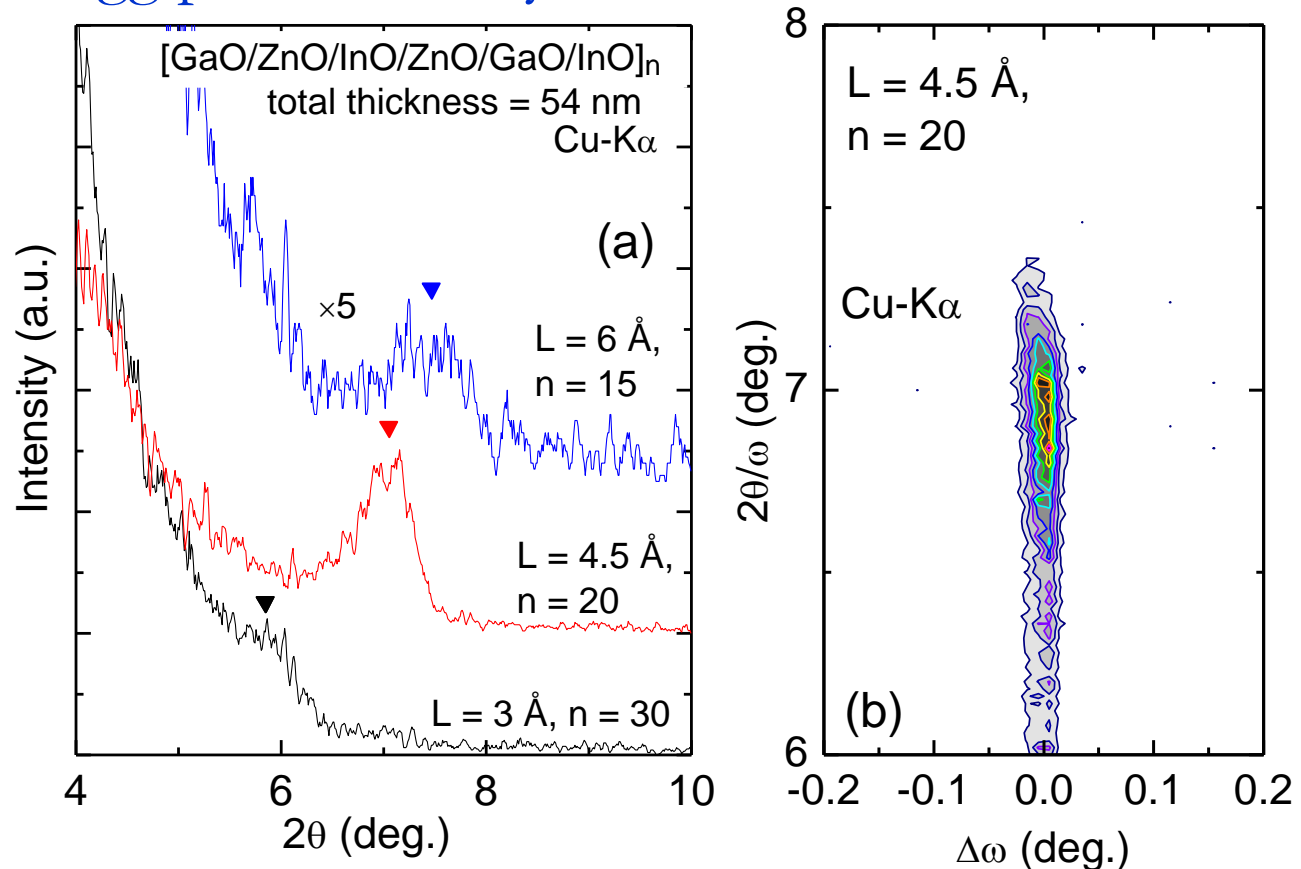 [GaO/ZnO/InO/ZnO/GaO/InO]n
total thickness = 54 nm
Cu-Kα
(a)
×5
L = 6 Å,
n = 15
L = 4.5 Å,
n = 20
L = 3 Å, n = 30
Intensity (a.u.)
4 6 8 10
2θ (deg.)
L = 4.5 Å,
n = 20
Cu-Kα
(b)
8
7
6
2θ/ω (deg.)
-0.2 -0.1 0.0 0.1 0.2
Δω (deg.)